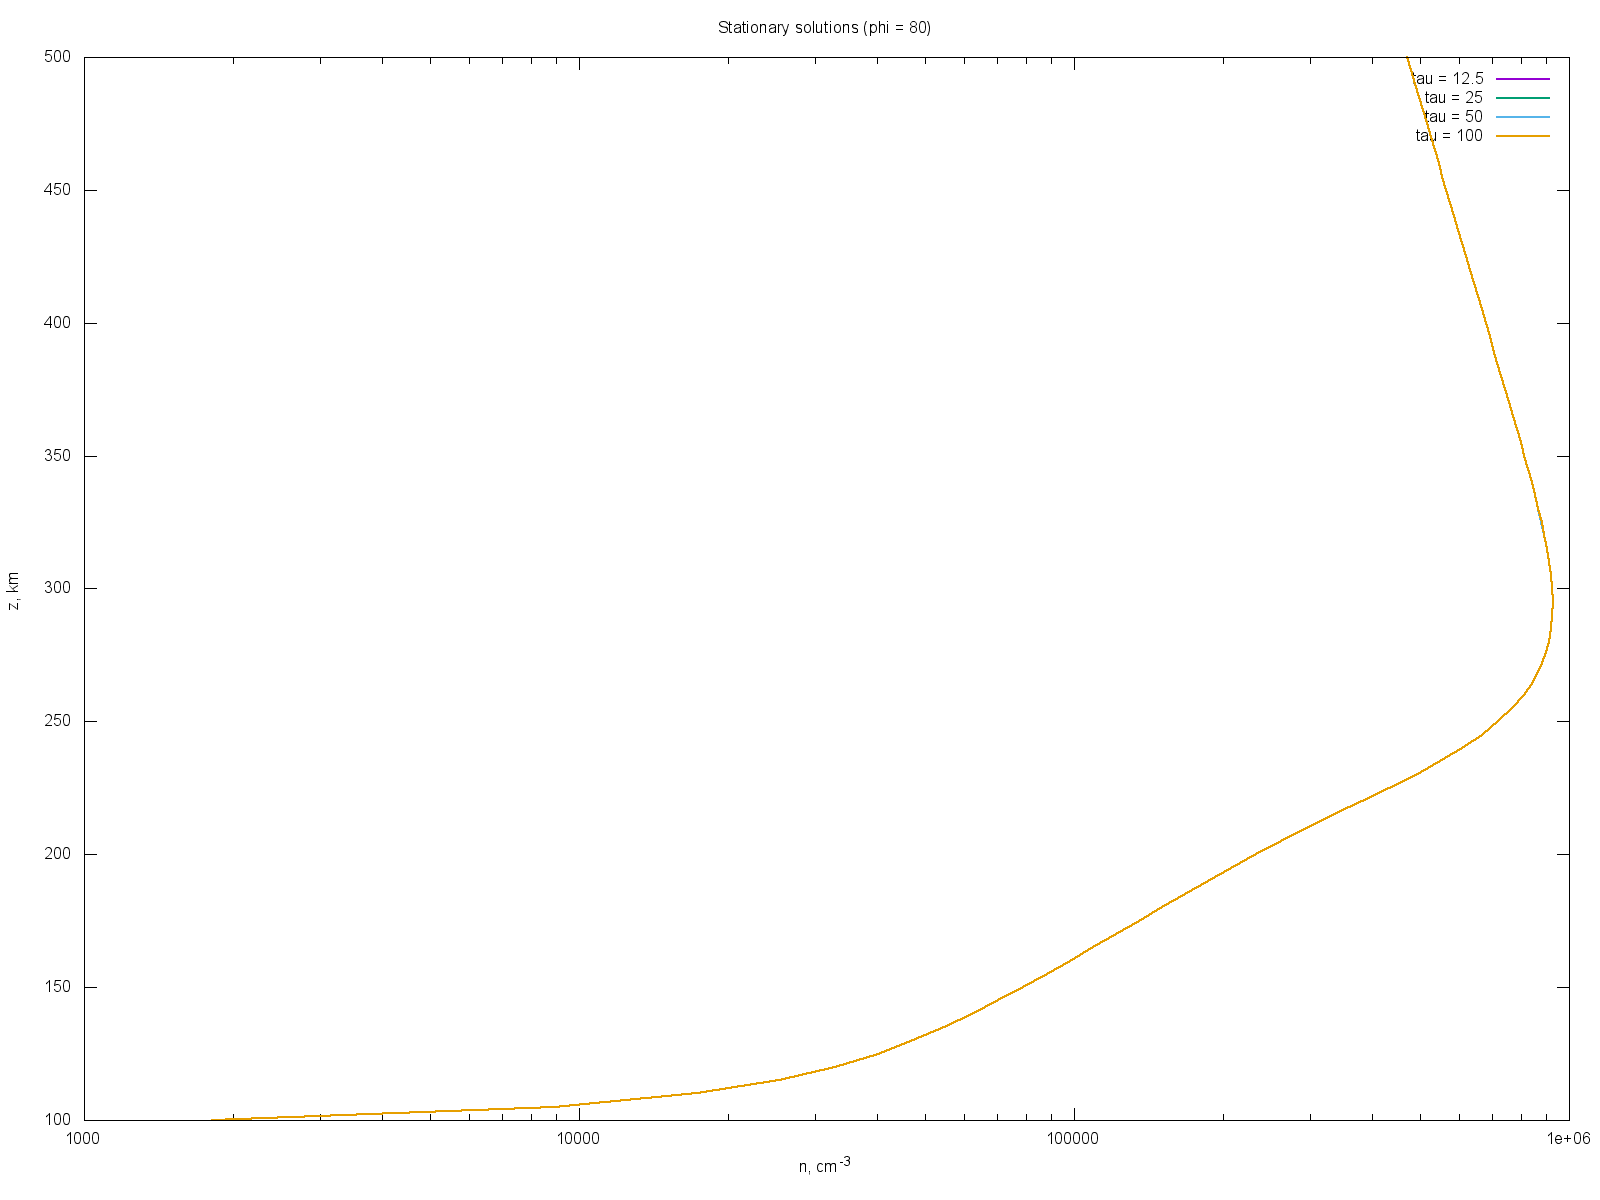 Stationary solutions (phi = 80)
500
450
400
350
300
250
200
150
100
z, km
tau = 12.5
tau = 25
tau = 50
tau = 100
1000
10000
100000
1e+06
n, cm-3